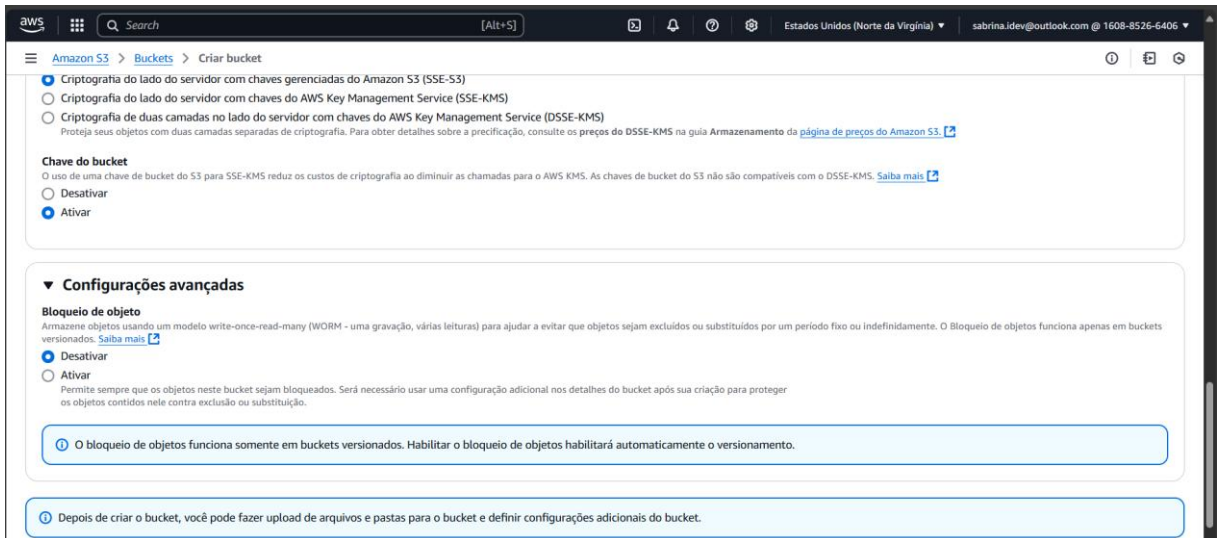 aws
Search [Alt+S] Estados Unidos (Norte da Virgínia) ▼ sabrina.idev@outlook.com @ 1608-8526-6406 ▼
Amazon S3 > Buckets > Criar bucket
Criptografia do lado do servidor com chaves gerenciadas do Amazon S3 (SSE-S3)
Criptografia do lado do servidor com chaves do AWS Key Management Service (SSE-KMS)
Criptografia de duas camadas no lado do servidor com chaves do AWS Key Management Service (DSSE-KMS)
Proteja seus objetos com duas camadas separadas de criptografia. Para obter detalhes sobre a precificação, consulte os preços do DSSE-KMS na guia Armazenamento da página de preços do Amazon S3.
Chave do bucket
O uso de uma chave de bucket do S3 para SSE-KMS reduz os custos de criptografia ao diminuir as chamadas para o AWS KMS. As chaves de bucket do S3 não são compatíveis com o DSSE-KMS. Saiba mais
Desativar
Ativar
▼ Configurações avançadas
Bloqueio de objeto
Armazene objetos usando um modelo write-once-read-many (WORM - uma gravação, várias leituras) para ajudar a evitar que objetos sejam excluídos ou substituídos por um período fixo ou indefinidamente. O Bloqueio de objetos funciona apenas em buckets
versionados. Saiba mais
Desativar
Ativar
Permite sempre que os objetos neste bucket sejam bloqueados. Será necessário usar uma configuração adicional nos detalhes do bucket após sua criação para proteger
os objetos contidos nele contra exclusão ou substituição.
O bloqueio de objetos funciona somente em buckets versionados. Habilitar o bloqueio de objetos habilitará automaticamente o versionamento.
Depois de criar o bucket, você pode fazer upload de arquivos e pastas para o bucket e definir configurações adicionais do bucket.